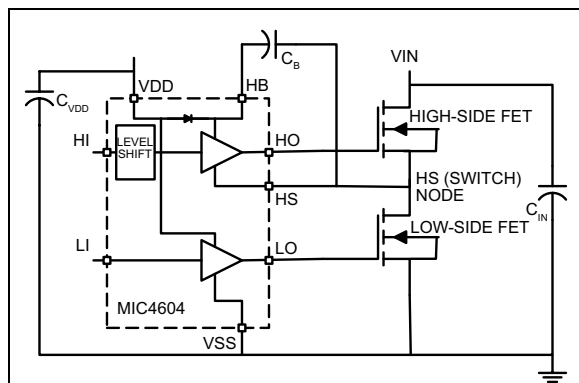 C_B
VIN
VDD
HB
C_VDD
HIGH-SIDE FET
HI
LEVEL
SHIFT
HO
HS (SWITCH)
NODE
HS
C_IN
LOW-SIDE FET
LI
LO
MIC4604
VSS